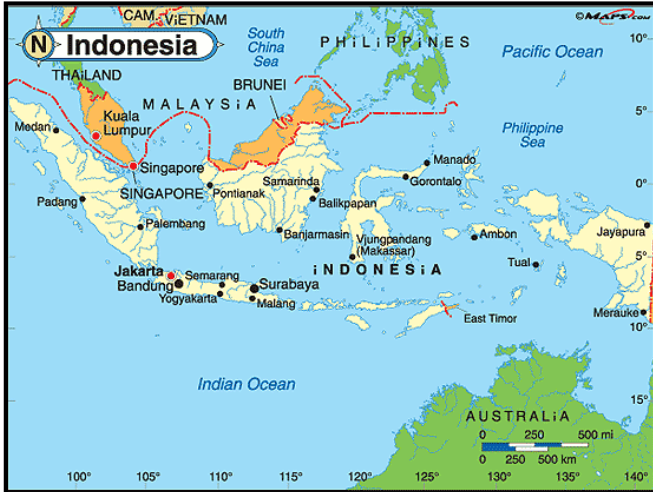 ©MAPS.COM
N Indonesia
CAM.
ViETNAM
South
China
Sea
PHiLiPPiNES
Pacific Ocean
10°
THAiLAND
BRUNEI
MALAYSiA
5°
Kuala
Lumpur
Philippine
Sea
Medan
Singapore
SINGAPORE
Manado
Gorontalo
0°
Samarinda
Pontianak
Balikpapan
Padang
Palembang
Banjarmasin
Vjungpandang
(Makassar)
Ambon
Jayapura
Tual
5°
iNDONESiA
Jakarta
Bandung
Semarang
Surabaya
Yogyakarta
Malang
East Timor
Merauke
10°
Indian Ocean
15°
AUSTRALiA
0 250 500 mi
0 250 500 km
100° 105° 110° 115° 120° 125° 130° 135° 140°